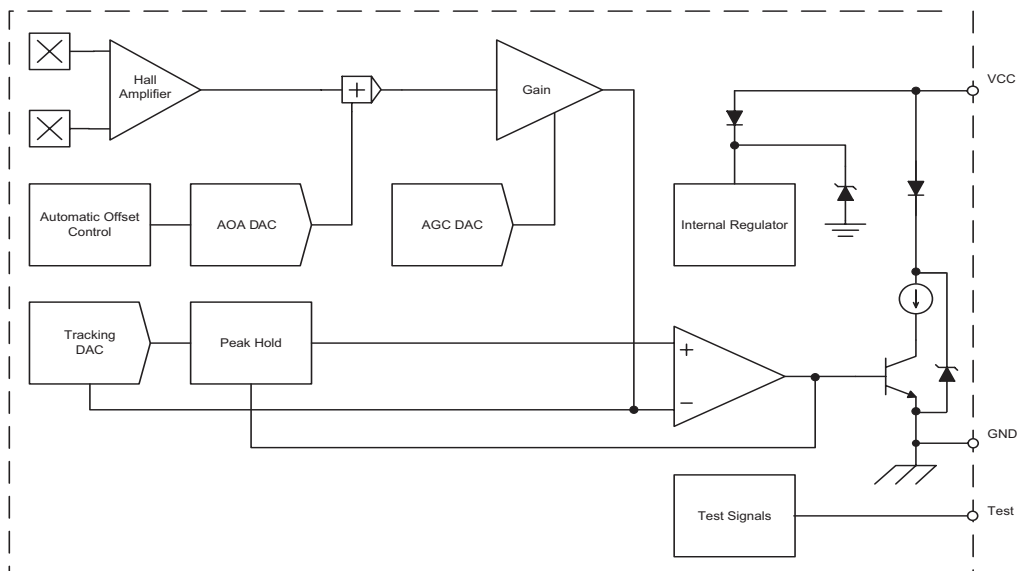 Hall
Amplifier
+
Gain
VCC
Automatic Offset
Control
AOA DAC
AGC DAC
Internal Regulator
Tracking
DAC
Peak Hold
+
−
GND
Test Signals
Test